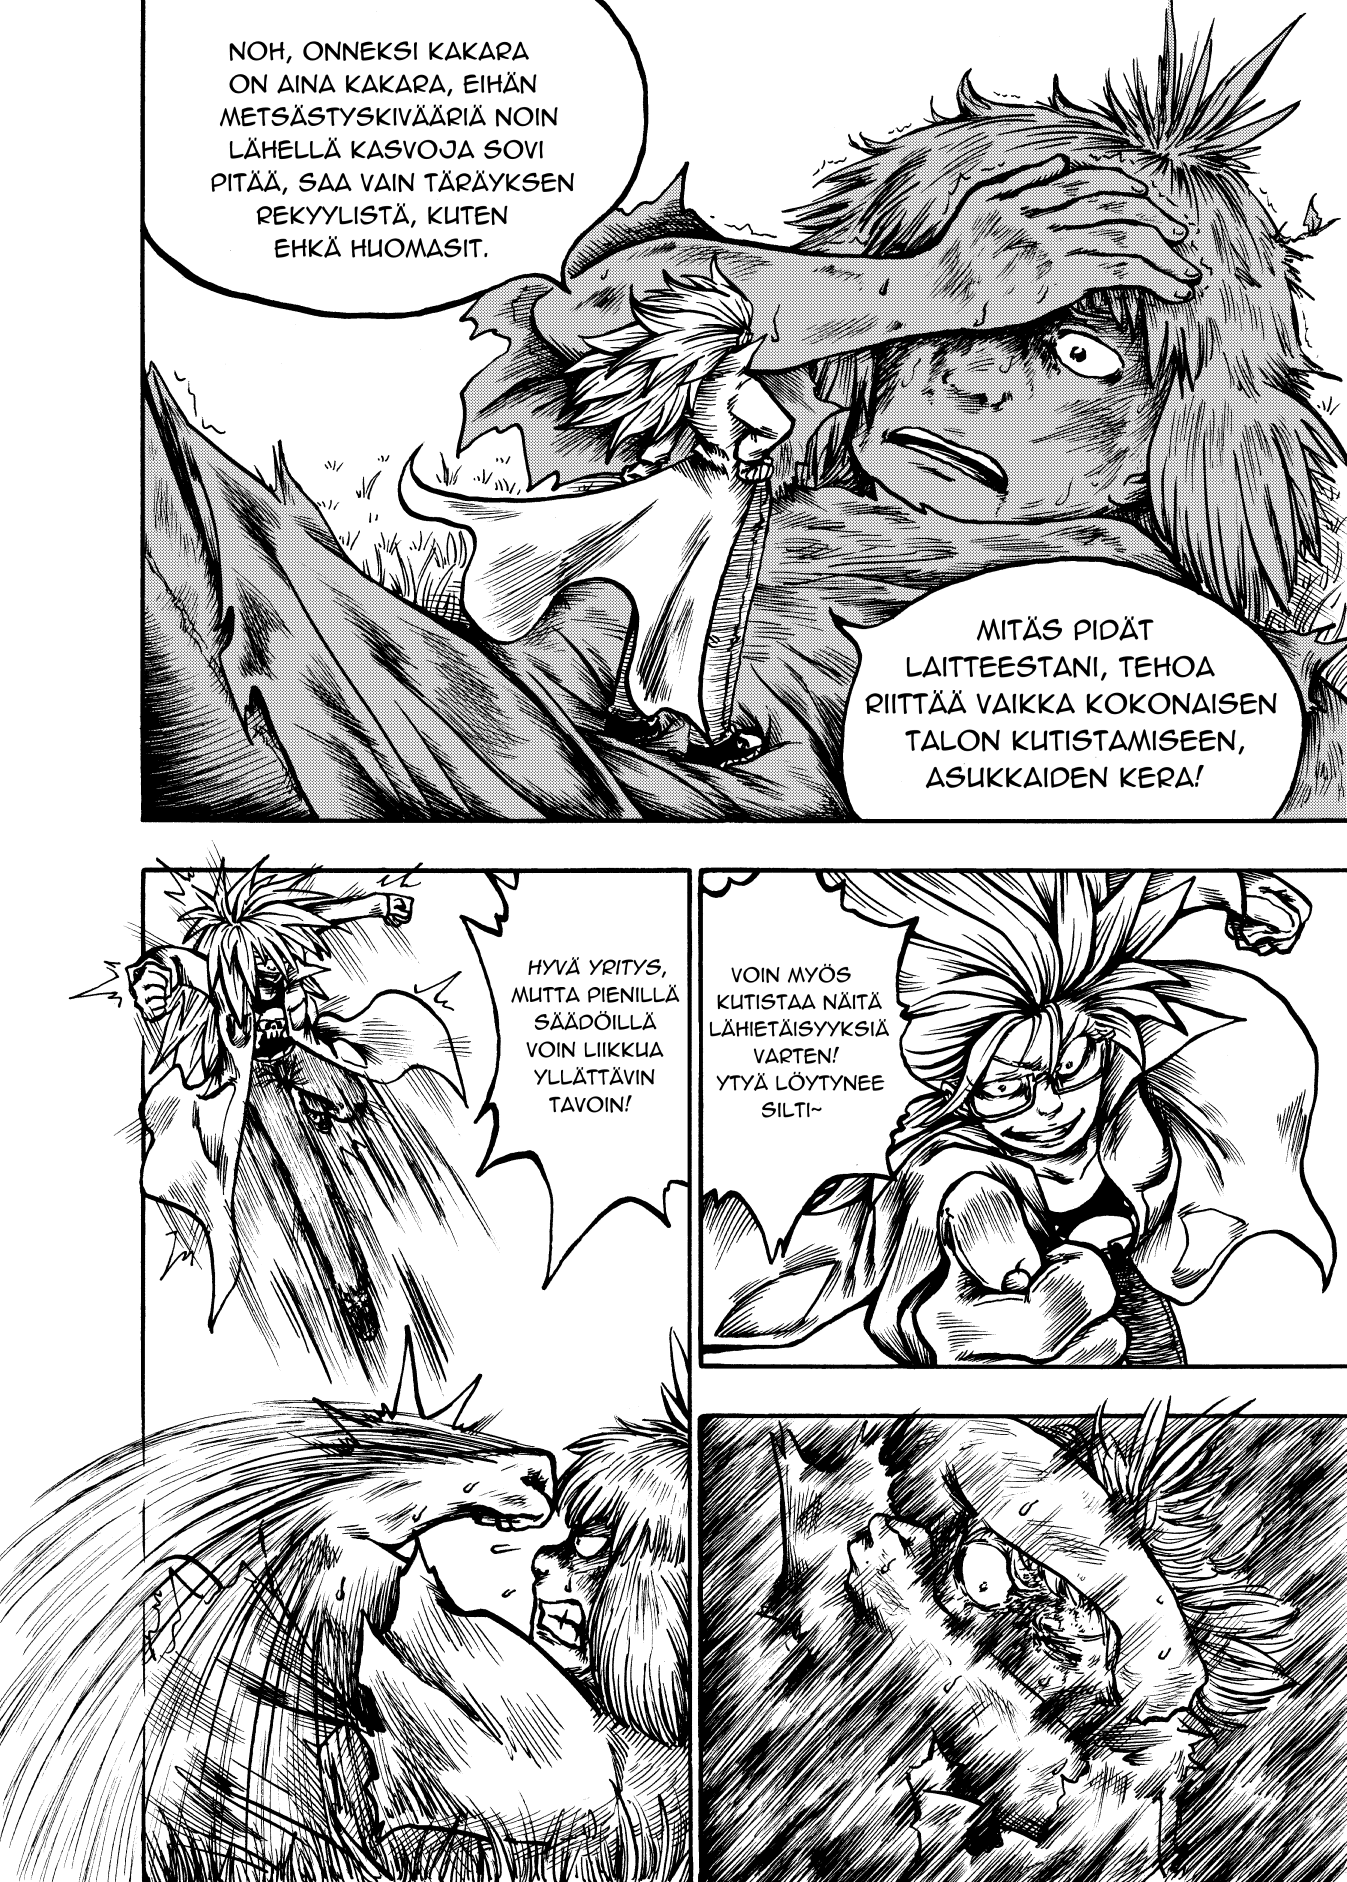 NOH, ONNEKSI KAKARA
ON AINA KAKARA, EIHÄN
METSÄSTYSKIVÄÄRIÄ NOIN
LÄHELLÄ KASVOJA SOVI
PITÄÄ, SAA VAIN TÄRÄYKSEN
REKYYLISTÄ, KUTEN
EHKÄ HUOMASIT.
MITÄS PIDÄT
LAITTEESTANI, TEHOA
RIITTÄÄ VAIKKA KOKONAISEN
TALON KUTISTAMISEEN,
ASUKKAIDEN KERA!
HYVÄ YRITYS,
MUTTA PIENILLÄ
SÄÄDÖILLÄ
VOIN LIIKKUA
YLLÄTTÄVIN
TAVOIN!
VOIN MYÖS
KUTISTAA NÄITÄ
LÄHIETÄISYYKSIÄ
VARTEN!
YTYÄ LÖYTYNEE
SILTI~